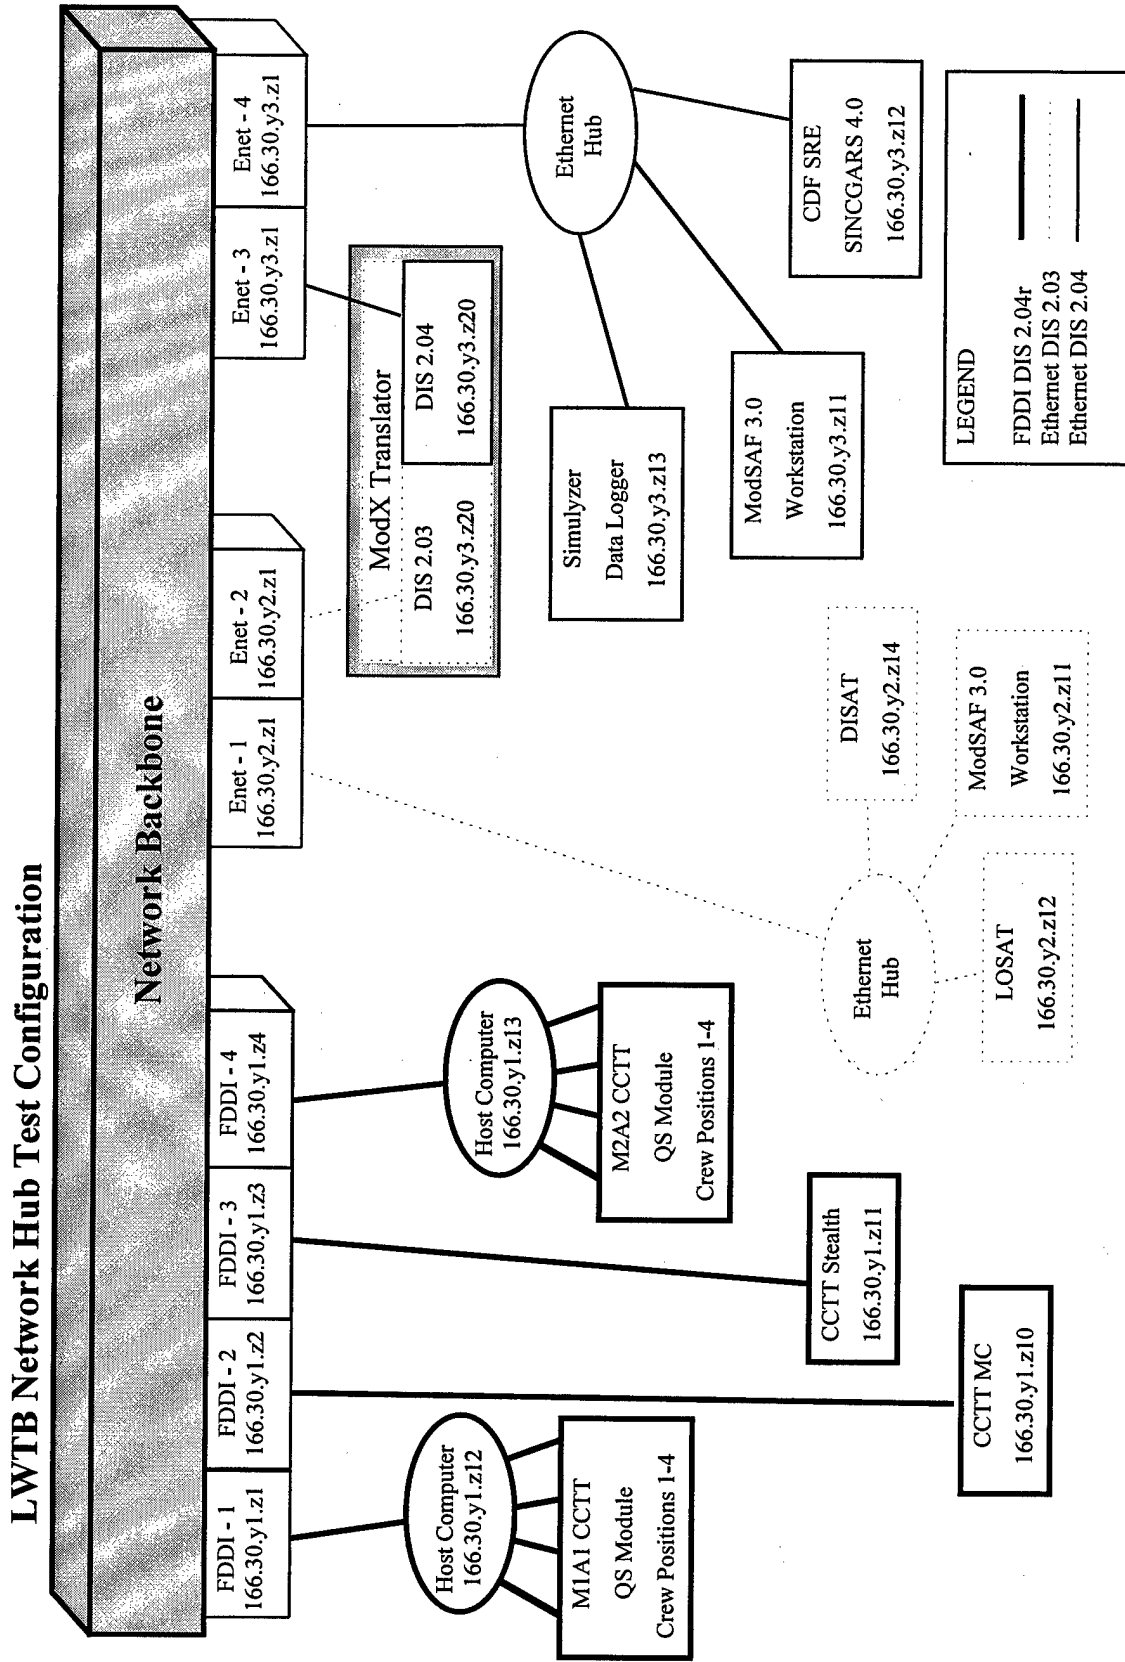 LWTB Network Hub Test Configuration
Network Backbone
FDDI - 1
166.30.y1.z1
FDDI - 2
166.30.y1.z2
FDDI - 3
166.30.y1.z3
FDDI - 4
166.30.y1.z4
Enet - 1
166.30.y2.z1
Enet - 2
166.30.y2.z1
Enet - 3
166.30.y3.z1
Enet - 4
166.30.y3.z1
Host Computer
166.30.y1.z12
M1A1 CCTT
QS Module
Crew Positions 1-4
CCTT MC
166.30.y1.z10
CCTT Stealth
166.30.y1.z11
Host Computer
166.30.y1.z13
M2A2 CCTT
QS Module
Crew Positions 1-4
Ethernet
Hub
LOSAT
166.30.y2.z12
ModSAF 3.0
Workstation
166.30.y2.z11
DISAT
166.30.y2.z14
ModX Translator
DIS 2.03
166.30.y3.z20
DIS 2.04
166.30.y3.z20
Ethernet
Hub
Simulyzer
Data Logger
166.30.y3.z13
ModSAF 3.0
Workstation
166.30.y3.z11
CDF SRE
SINCGARS 4.0
166.30.y3.z12
LEGEND
FDDI DIS 2.04r
Ethernet DIS 2.03
Ethernet DIS 2.04